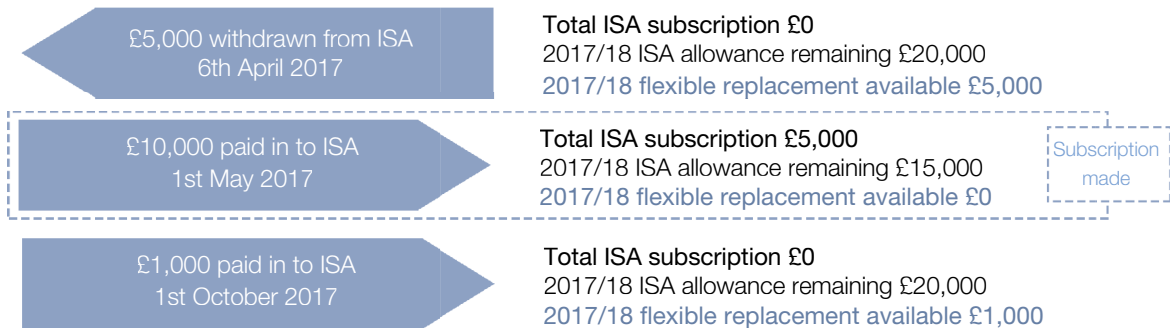 £5,000 withdrawn from ISA
6th April 2017
Total ISA subscription £0
2017/18 ISA allowance remaining £20,000
2017/18 flexible replacement available £5,000
£10,000 paid in to ISA
1st May 2017
Total ISA subscription £5,000
2017/18 ISA allowance remaining £15,000
2017/18 flexible replacement available £0
Subscription
made
£1,000 paid in to ISA
1st October 2017
Total ISA subscription £0
2017/18 ISA allowance remaining £20,000
2017/18 flexible replacement available £1,000